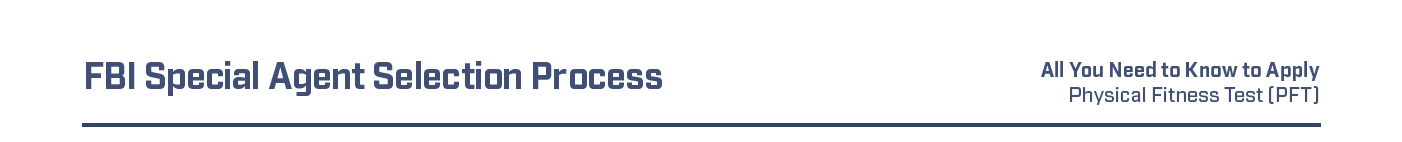 FBI Special Agent Selection Process
All You Need to Know to Apply
Physical Fitness Test (PFT)